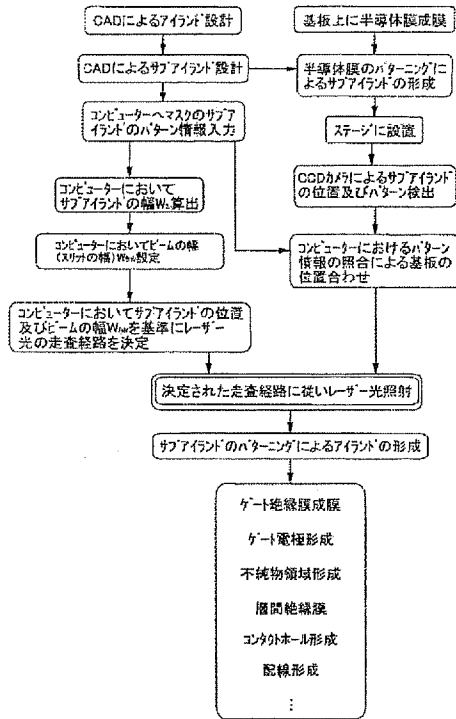 CADによるアイランド設計
CADによるサブアイランド設計
コンピューターへマスクのサブア
イランドのパターン情報入力
コンピューターにおいて
サブアイランドの幅Ws算出
コンピューターにおいてビームの幅
(スリットの幅)Wbw設定
コンピューターにおいてサブアイランドの位置
及びビームの幅Wbwを基準にレーザー
光の走査経路を決定
基板上に半導体膜成膜
半導体膜のパターニングに
よるサブアイランドの形成
ステージに設置
CCDカメラによるサブアイランド
の位置及びパターン検出
コンピューターにおけるパターン
情報の照合による基板の
位置合わせ
決定された走査経路に従いレーザー光照射
サブアイランドのパターニングによるアイランドの形成
ゲート絶縁膜成膜
ゲート電極形成
不純物領域形成
層間絶縁膜
コンタクトホール形成
配線形成
⋮